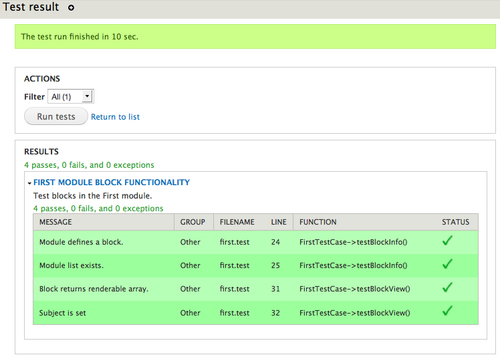 Test result
The test run finished in 10 sec.
ACTIONS
Filter All (1)
Run tests Return to list
RESULTS
4 passes, 0 fails, and 0 exceptions
FIRST MODULE BLOCK FUNCTIONALITY
Test blocks in the First module.
4 passes, 0 fails, and 0 exceptions
MESSAGE GROUP FILENAME LINE FUNCTION STATUS
Module defines a block. Other first.test 24 FirstTestCase->testBlockInfo()
Module list exists. Other first.test 25 FirstTestCase->testBlockInfo()
Block returns renderable array. Other first.test 31 FirstTestCase->testBlockView()
Subject is set Other first.test 32 FirstTestCase->testBlockView()